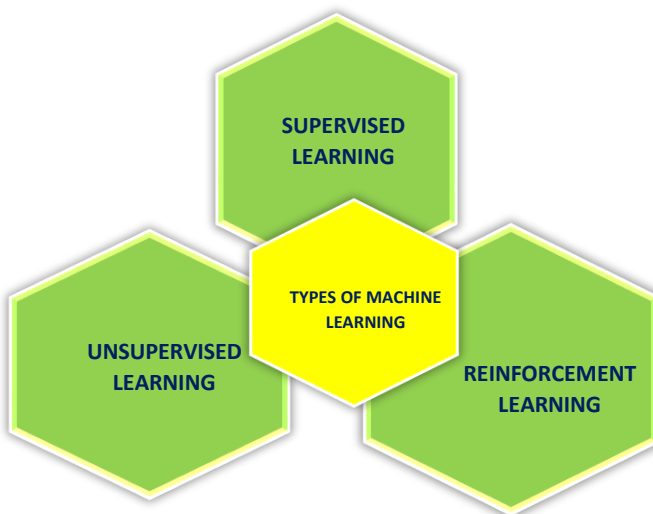 SUPERVISED
LEARNING
TYPES OF MACHINE
LEARNING
UNSUPERVISED
LEARNING
REINFORCEMENT
LEARNING